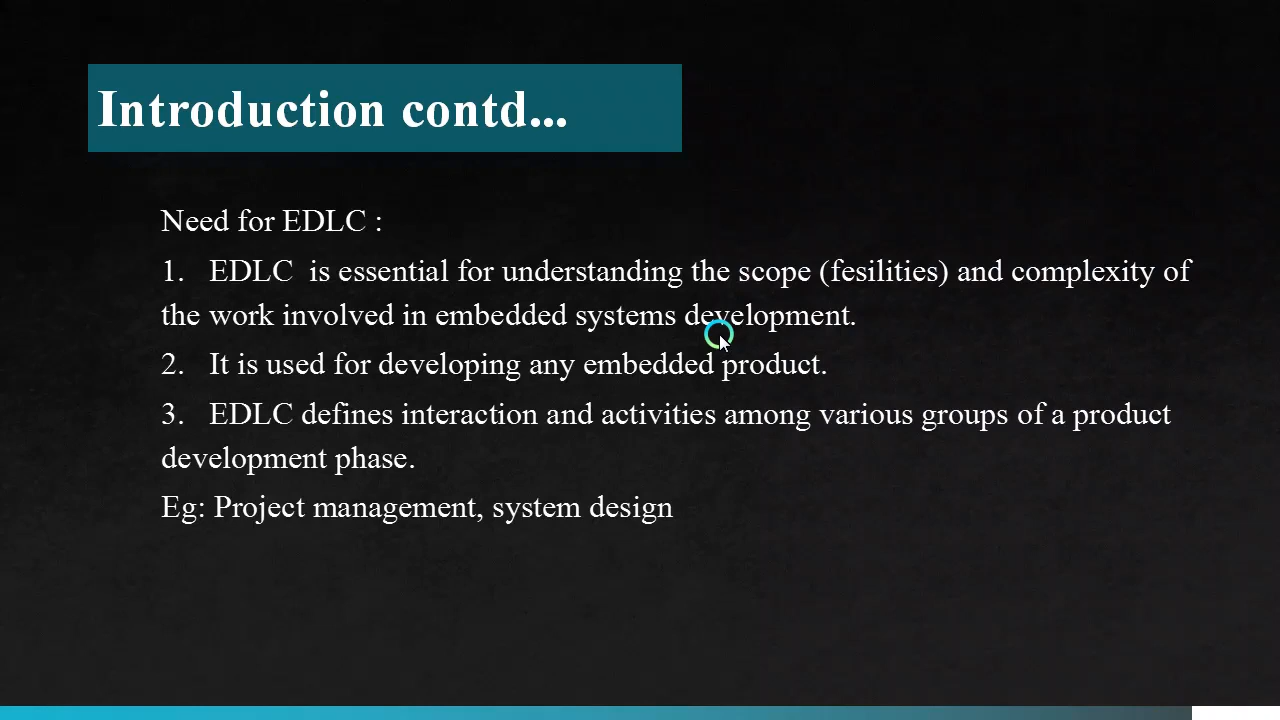 Introduction contd...
Need for EDLC :
1. EDLC is essential for understanding the scope (fesilities) and complexity of
the work involved in embedded systems development.
2. It is used for developing any embedded product.
3. EDLC defines interaction and activities among various groups of a product
development phase.
Eg: Project management, system design